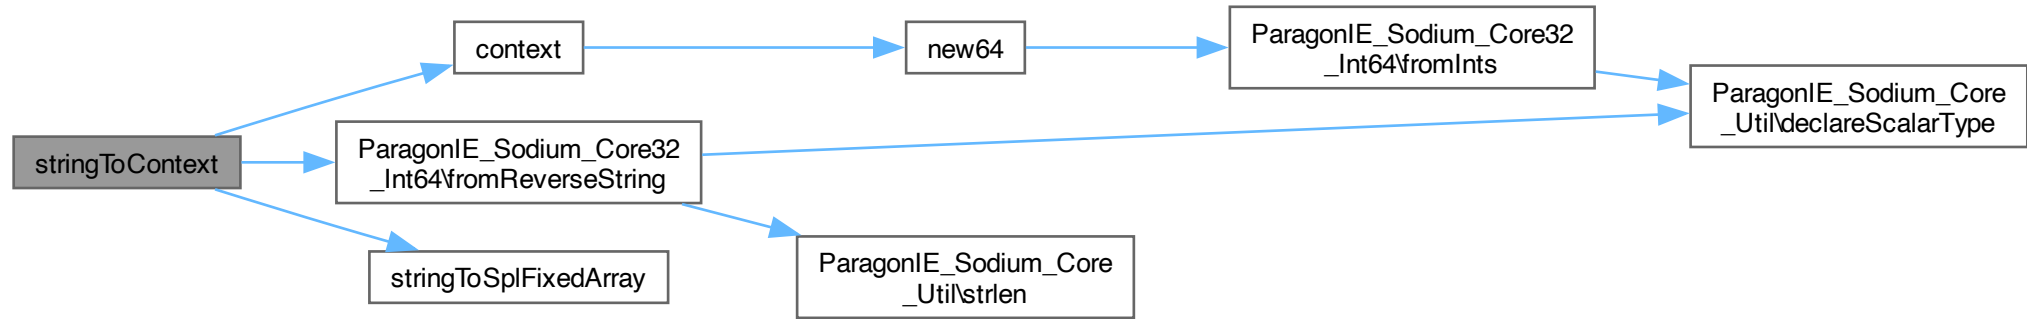 stringToContext
context
new64
ParagonIE_Sodium_Core32
_Int64\fromInts
ParagonIE_Sodium_Core
_Util\declareScalarType
ParagonIE_Sodium_Core32
_Int64\fromReverseString
ParagonIE_Sodium_Core
_Util\strlen
stringToSplFixedArray